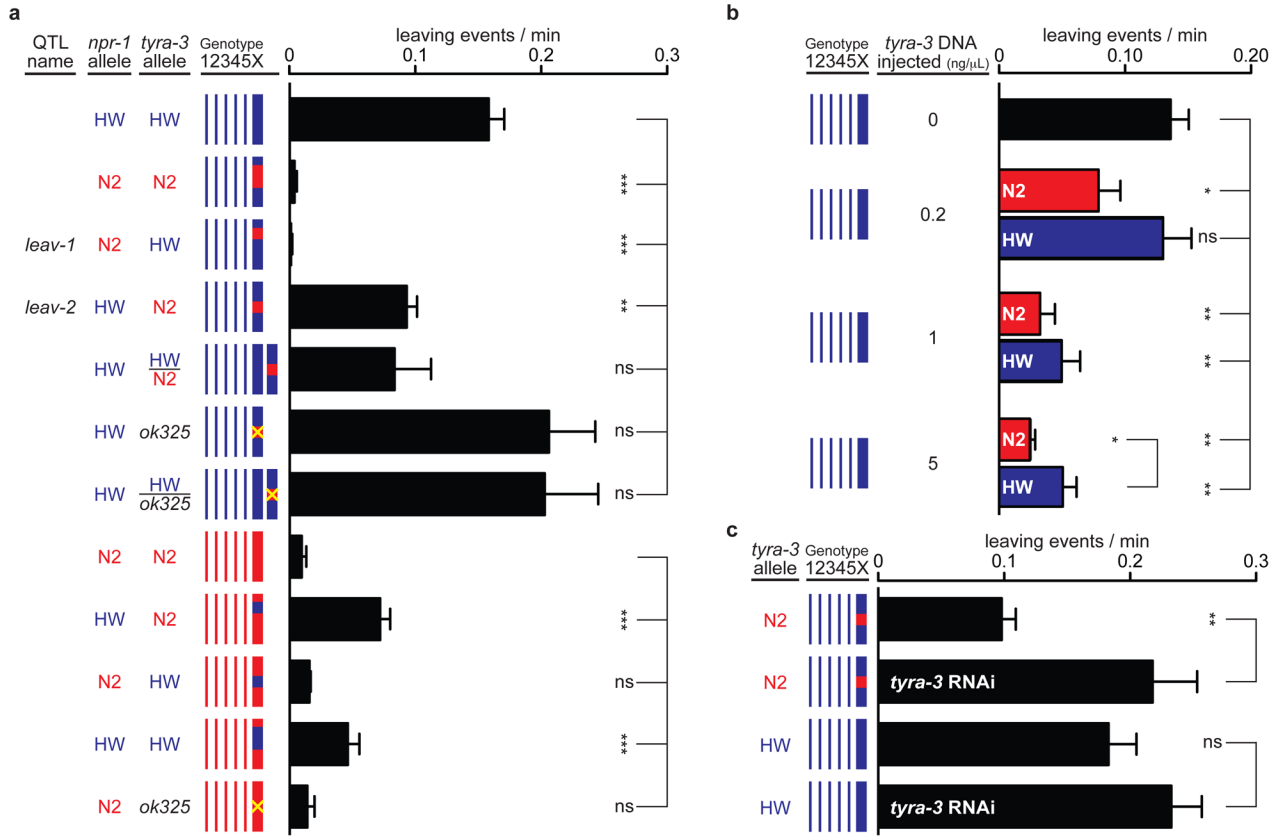 a
leaving events / min
QTL name
npr-1 allele
tyra-3 allele
Genotype 12345X
0 0.1 0.2 0.3
HW HW
N2 N2 ***
leav-1 N2 HW ***
leav-2 HW N2 **
HW HW/N2 ns
HW ok325 ns
HW HW/ok325 ns
N2 N2
HW N2 ***
N2 HW ns
HW HW ***
N2 ok325 ns
b
leaving events / min
Genotype 12345X
tyra-3 DNA injected (ng/μL)
0 0.10 0.20
0
0.2
N2 *
HW ns
1
N2 **
HW **
5
N2 * **
HW **
c
leaving events / min
tyra-3 allele
Genotype 12345X
0 0.1 0.2 0.3
N2 **
N2 tyra-3 RNAi
HW ns
HW tyra-3 RNAi